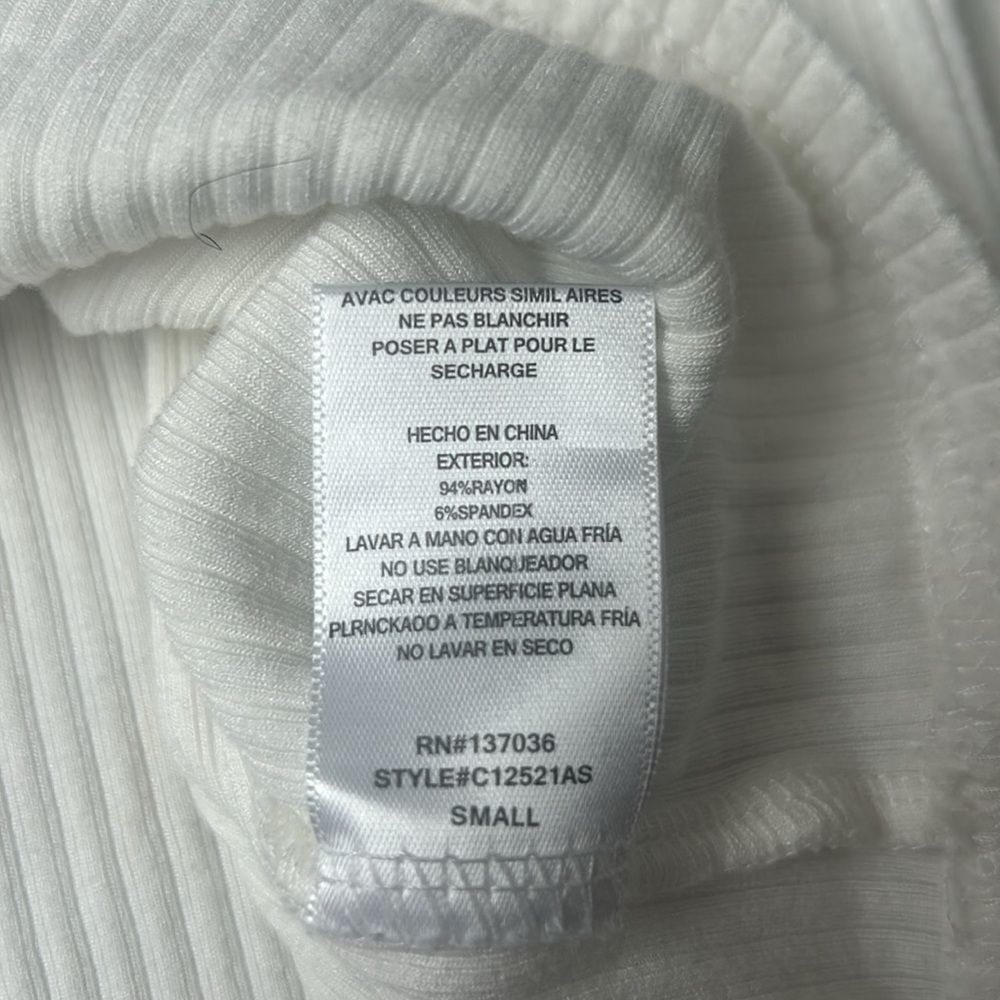 AVAC COULEURS SIMIL AIRES
NE PAS BLANCHIR
POSER A PLAT POUR LE
SECHARGE
HECHO EN CHINA
EXTERIOR:
94%RAYON
6%SPANDEX
LAVAR A MANO CON AGUA FRÍA
NO USE BLANQUEADOR
SECAR EN SUPERFICIE PLANA
PLRNCKAOO A TEMPERATURA FRÍA
NO LAVAR EN SECO
RN#137036
STYLE#C12521AS
SMALL